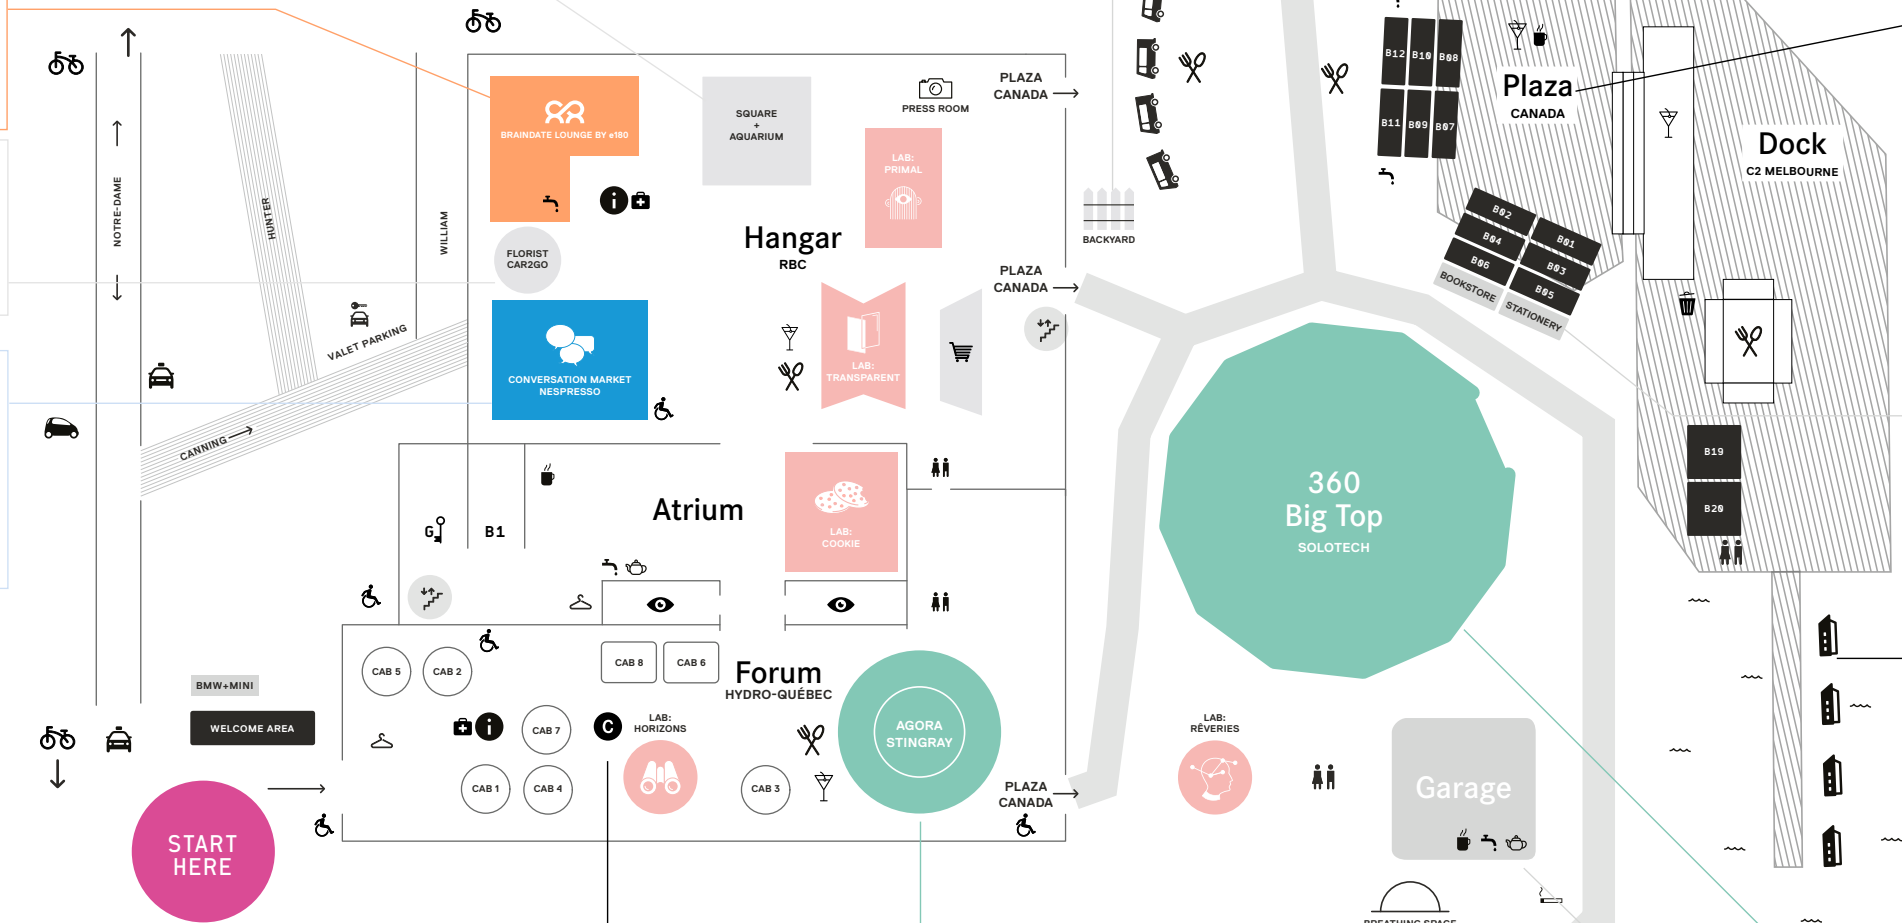 NOTRE-DAME
HUNTER
WILLIAM
VALET PARKING
CANNING
BRAINDATE LOUNGE BY e180
SQUARE
+
AQUARIUM
PRESS ROOM
PLAZA
CANADA
LAB:
PRIMAL
FLORIST
CAR2GO
Hangar
RBC
PLAZA
CANADA
BACKYARD
CONVERSATION MARKET
NESPRESSO
LAB:
TRANSPARENT
B12
B10
B08
B11
B09
B07
Plaza
CANADA
Dock
C2 MELBOURNE
B02
B01
B04
B03
B06
B05
BOOKSTORE
STATIONERY
G
B1
Atrium
LAB:
COOKIE
360
Big Top
SOLOTECH
B19
B20
CAB 5
CAB 2
CAB 8
CAB 6
Forum
HYDRO-QUÉBEC
BMW+MINI
WELCOME AREA
i
CAB 7
C
LAB:
HORIZONS
AGORA
STINGRAY
CAB 1
CAB 4
CAB 3
PLAZA
CANADA
LAB:
RÊVERIES
Garage
START
HERE
i
BREATHING SPACE